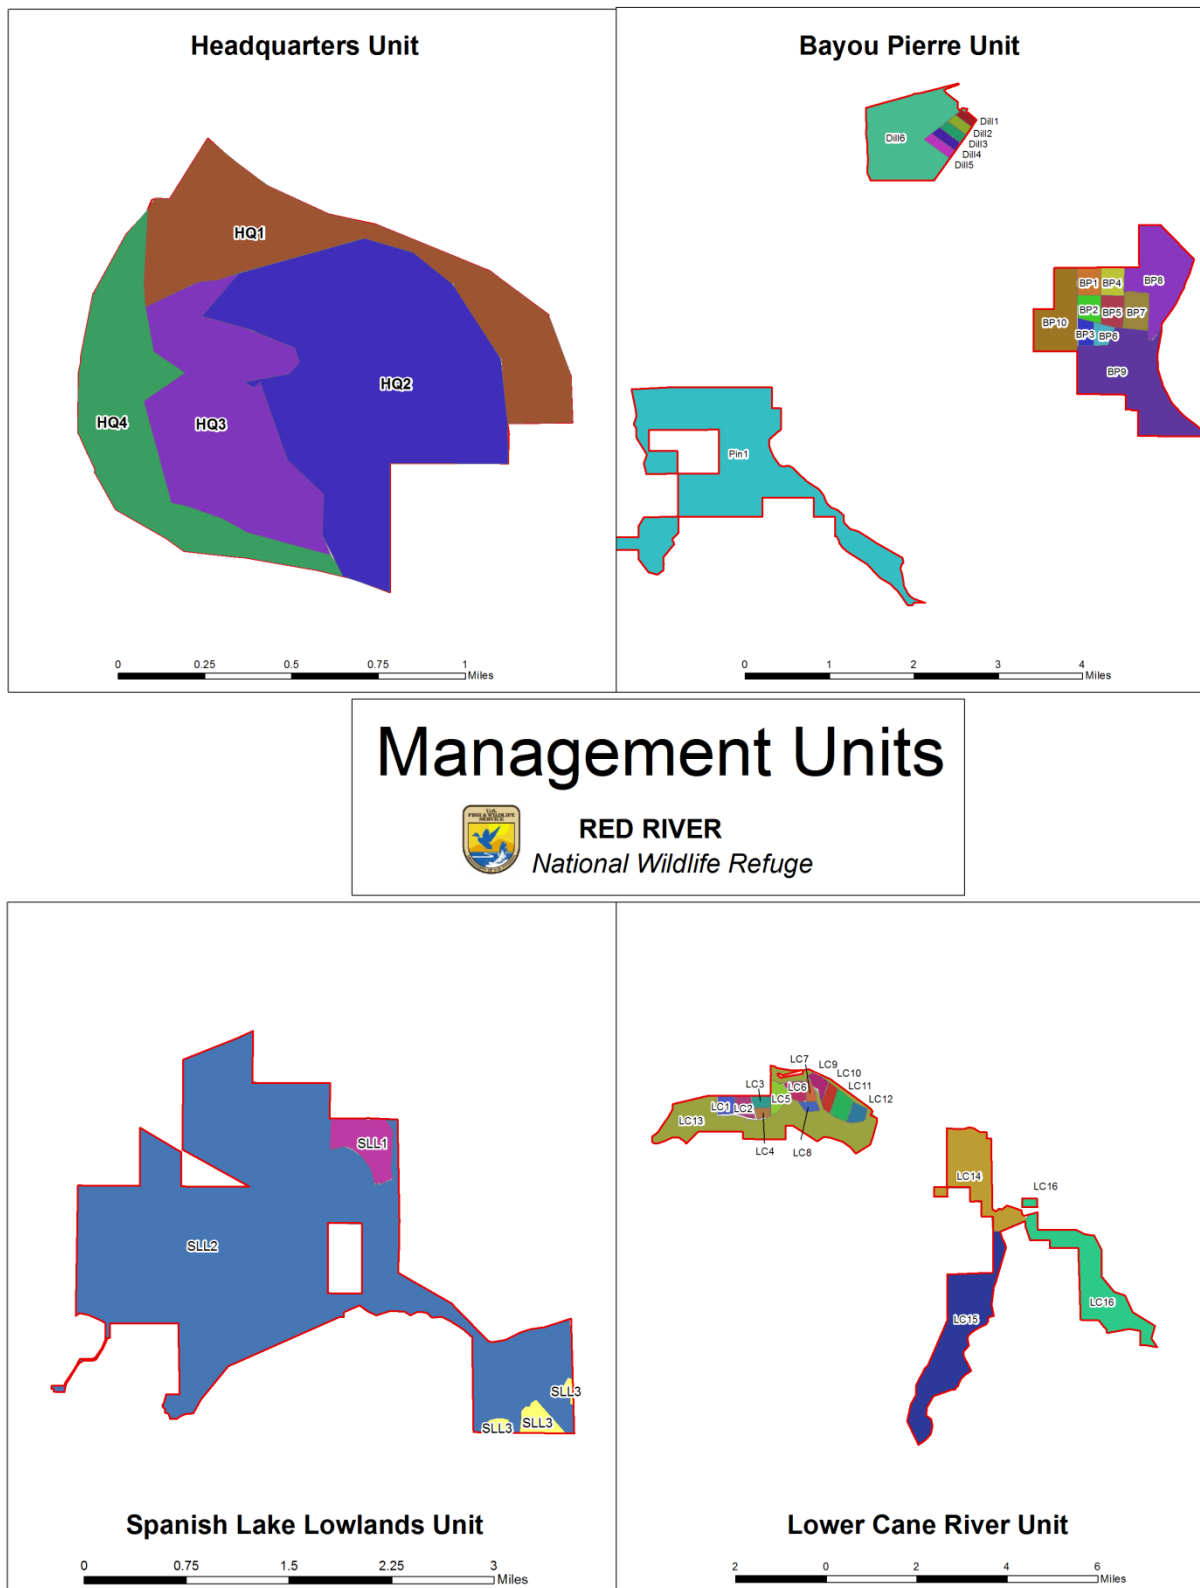 Headquarters Unit
HQ1
HQ2
HQ3
HQ4
0 0.25 0.5 0.75 1
Miles
Bayou Pierre Unit
Dill6
Dill1
Dill2
Dill3
Dill4
Dill5
BP8
BP1
BP4
BP2
BP5
BP7
BP10
BP3
BP6
BP9
Pin1
0 1 2 3 4
Miles
Management Units
U.S.
FISH & WILDLIFE
SERVICE
RED RIVER
National Wildlife Refuge
SLL1
SLL2
SLL3
SLL3
SLL3
Spanish Lake Lowlands Unit
0 0.75 1.5 2.25 3
Miles
LC7
LC9
LC10
LC3
LC6
LC11
LC5
LC12
LC1
LC2
LC13
LC4
LC8
LC14
LC16
LC15
LC16
Lower Cane River Unit
2 0 2 4 6
Miles